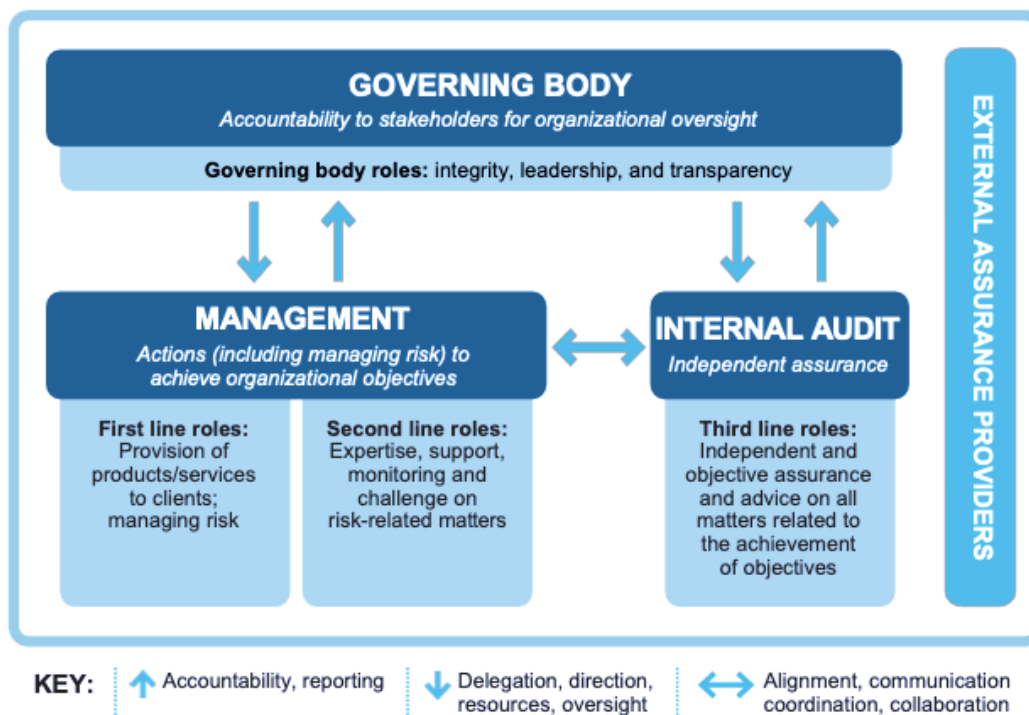 GOVERNING BODY
Accountability to stakeholders for organizational oversight
Governing body roles: integrity, leadership, and transparency
MANAGEMENT
Actions (including managing risk) to
achieve organizational objectives
INTERNAL AUDIT
Independent assurance
First line roles:
Provision of
products/services
to clients;
managing risk
Second line roles:
Expertise, support,
monitoring and
challenge on
risk-related matters
Third line roles:
Independent and
objective assurance
and advice on all
matters related to
the achievement
of objectives
EXTERNAL ASSURANCE PROVIDERS
KEY:
Accountability, reporting
Delegation, direction,
resources, oversight
Alignment, communication
coordination, collaboration